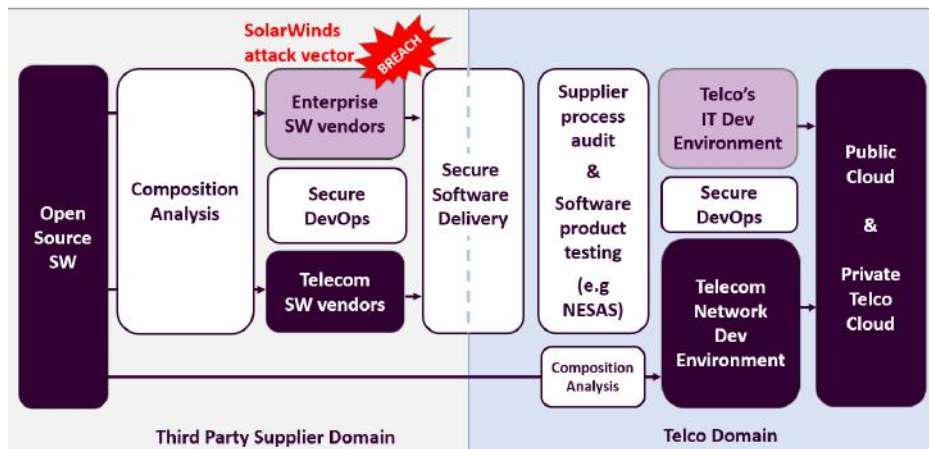 SolarWinds
attack vector
BREACH
Open
Source
SW
Composition
Analysis
Enterprise
SW vendors
Secure
DevOps
Telecom
SW vendors
Secure
Software
Delivery
Supplier
process
audit
&
Software
product
testing
(e.g
NESAS)
Composition
Analysis
Telco's
IT Dev
Environment
Secure
DevOps
Telecom
Network
Dev
Environment
Public
Cloud
&
Private
Telco
Cloud
Third Party Supplier Domain
Telco Domain